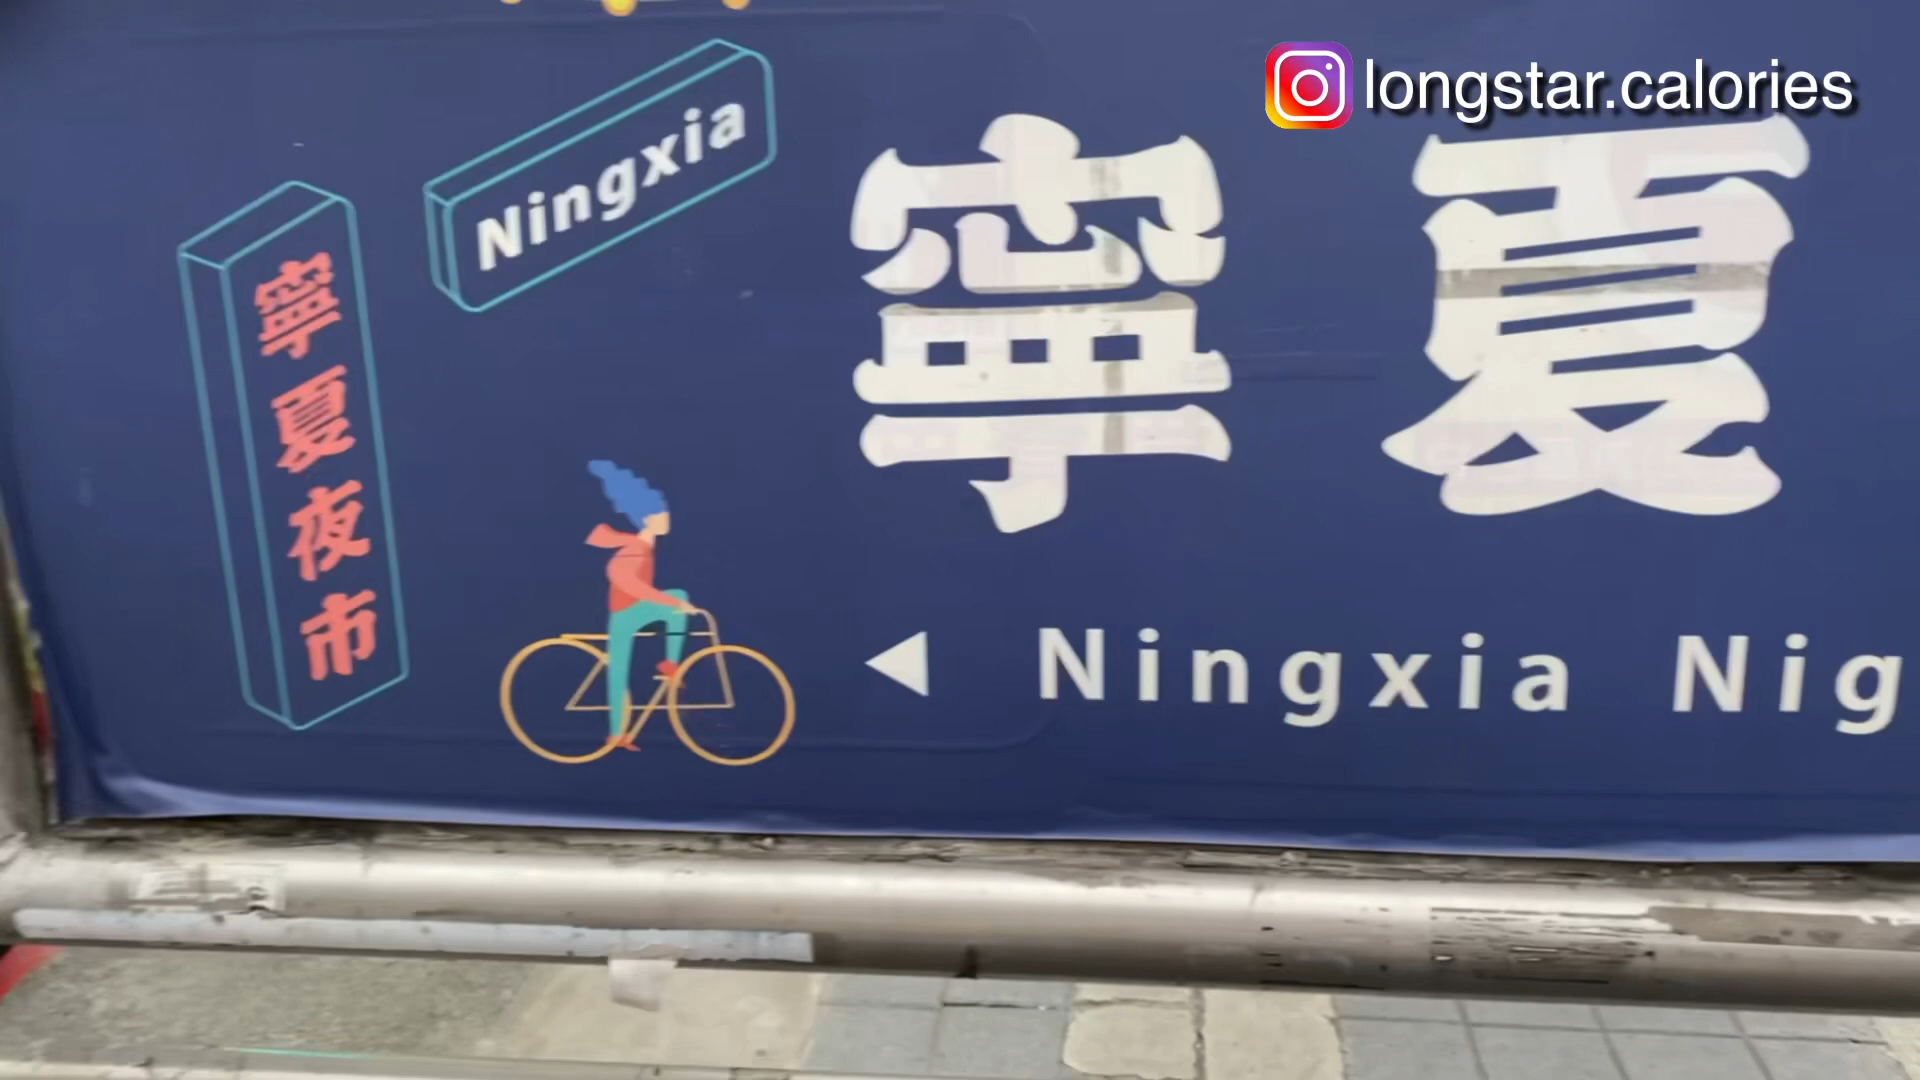 longstar.calories
Ningxia
寧夏夜市
寧夏
◀ Ningxia Nig